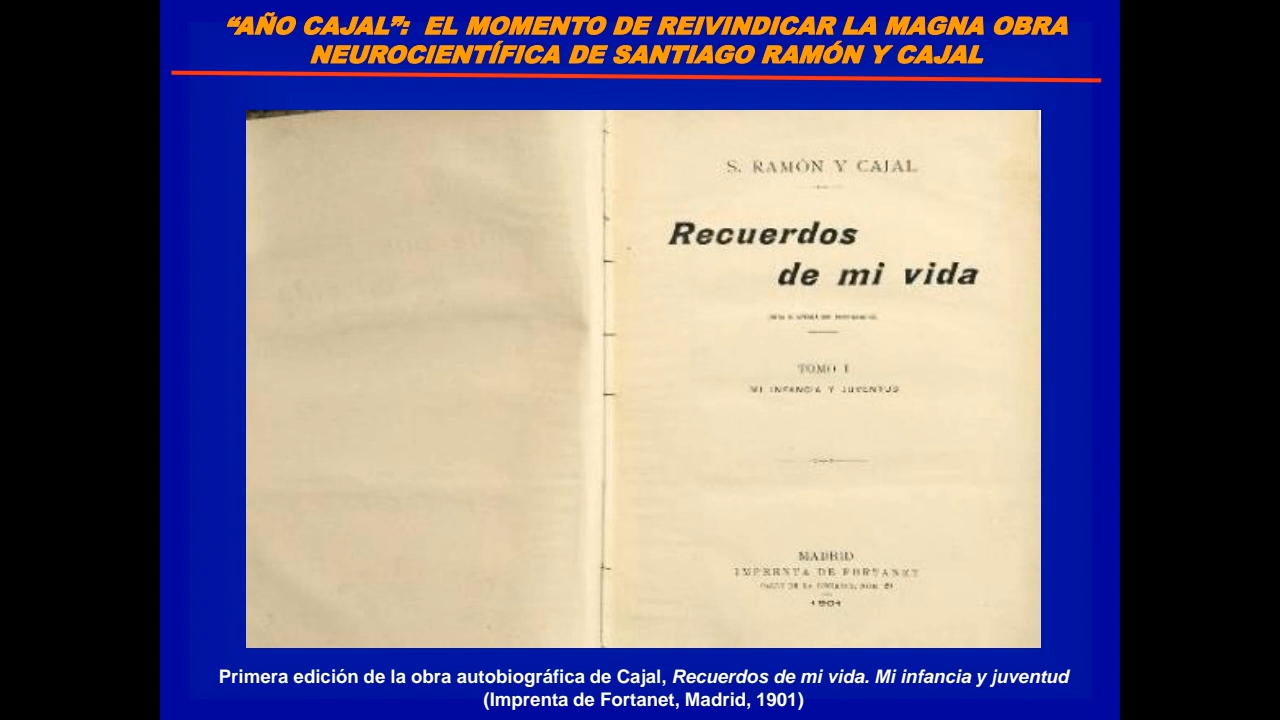 “AÑO CAJAL”: EL MOMENTO DE REIVINDICAR LA MAGNA OBRA
NEUROCIENTÍFICA DE SANTIAGO RAMÓN Y CAJAL
S. RAMÓN Y CAJAL
Recuerdos
de mi vida
TOMO I
MI INFANCIA Y JUVENTUD
MADRID
IMPRENTA DE FORTANET
1901
Primera edición de la obra autobiográfica de Cajal, Recuerdos de mi vida. Mi infancia y juventud
(Imprenta de Fortanet, Madrid, 1901)